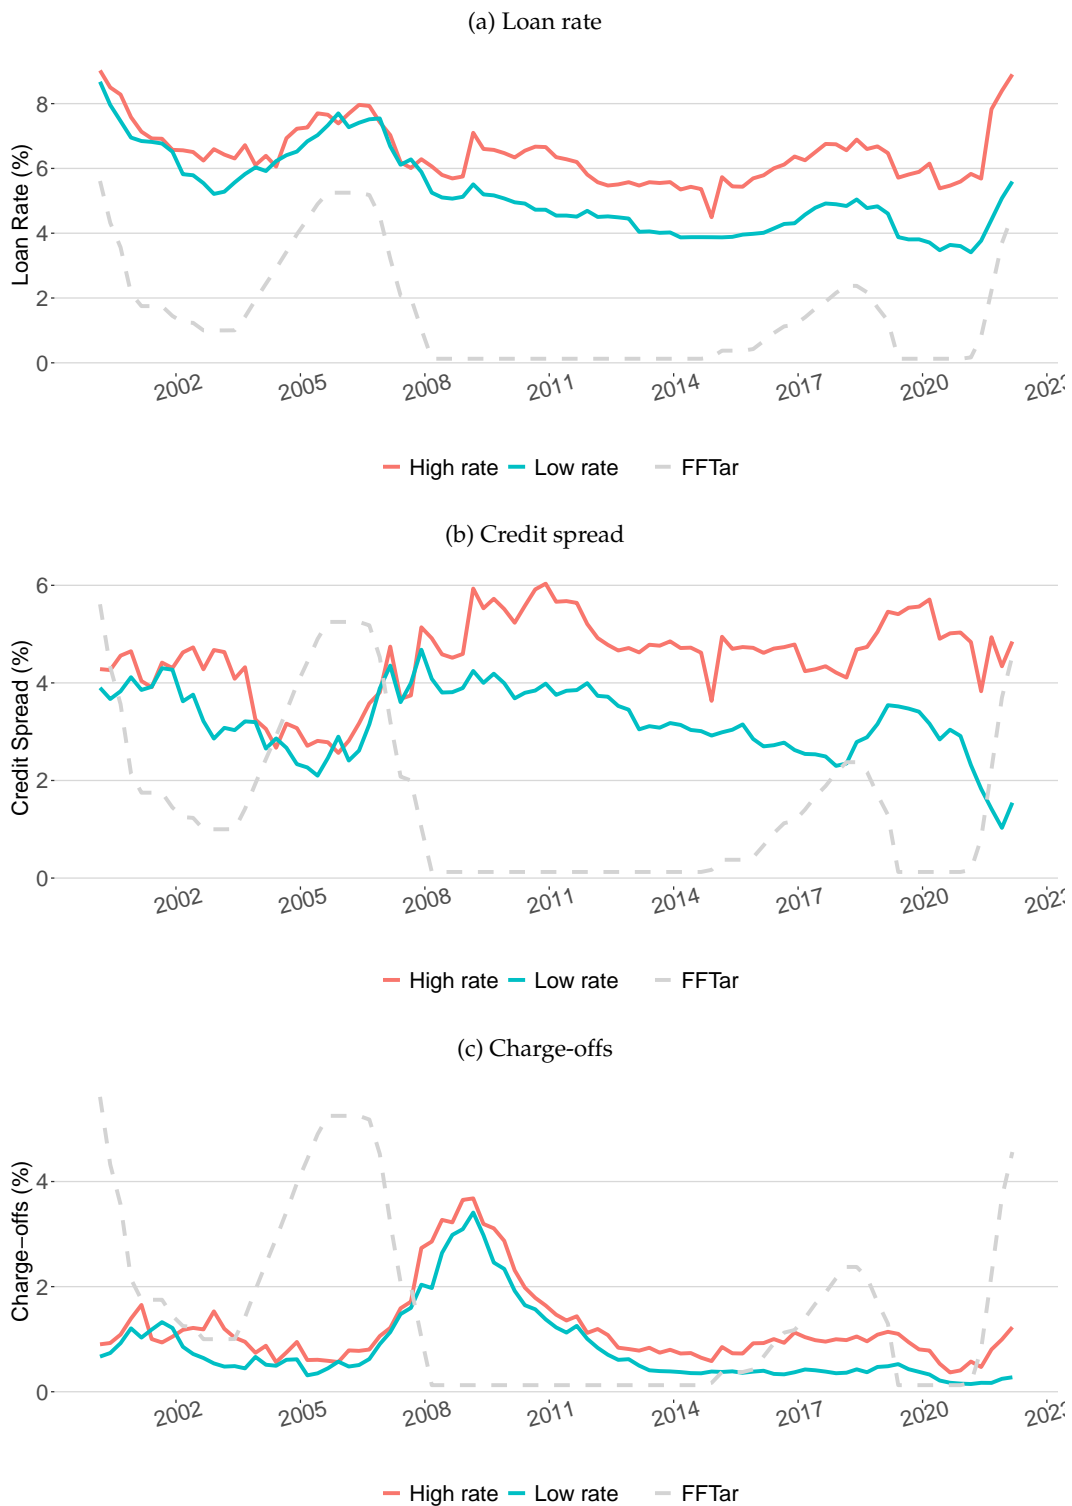 (a) Loan rate
Loan Rate (%)
8
6
4
2
0
2002 2005 2008 2011 2014 2017 2020 2023
High rate Low rate FFTar
(b) Credit spread
Credit Spread (%)
6
4
2
0
2002 2005 2008 2011 2014 2017 2020 2023
High rate Low rate FFTar
(c) Charge-offs
Charge−offs (%)
4
2
0
2002 2005 2008 2011 2014 2017 2020 2023
High rate Low rate FFTar